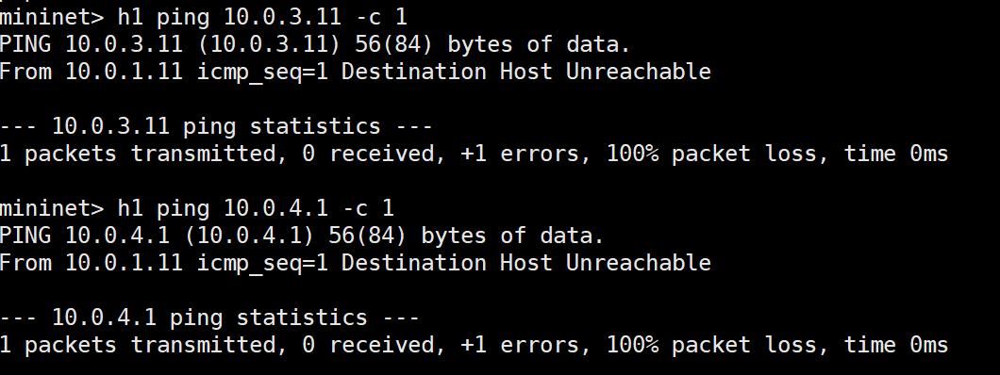 mininet> h1 ping 10.0.3.11 -c 1
PING 10.0.3.11 (10.0.3.11) 56(84) bytes of data.
From 10.0.1.11 icmp_seq=1 Destination Host Unreachable
--- 10.0.3.11 ping statistics ---
1 packets transmitted, 0 received, +1 errors, 100% packet loss, time 0ms
mininet> h1 ping 10.0.4.1 -c 1
PING 10.0.4.1 (10.0.4.1) 56(84) bytes of data.
From 10.0.1.11 icmp_seq=1 Destination Host Unreachable
--- 10.0.4.1 ping statistics ---
1 packets transmitted, 0 received, +1 errors, 100% packet loss, time 0ms